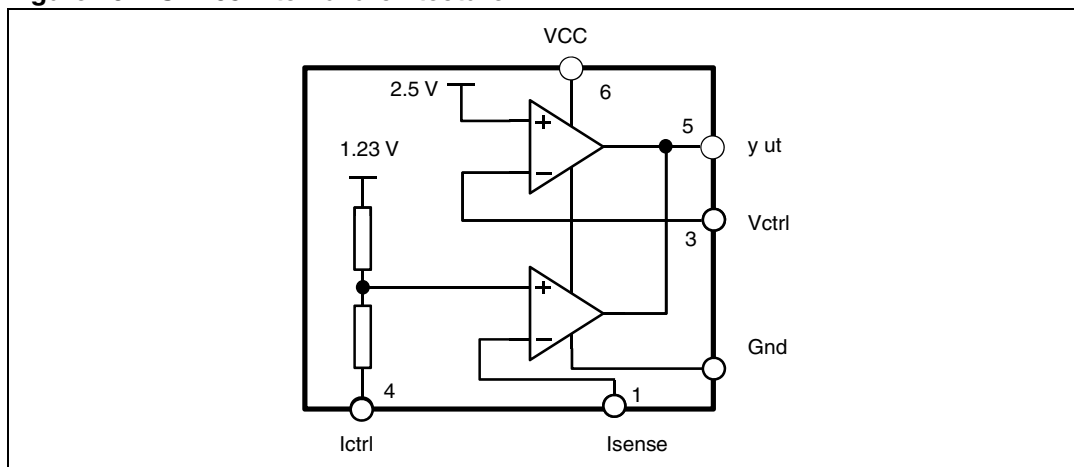 VCC
2.5 V
6
+
5
1.23 V
y ut
−
3
Vctrl
+
−
Gnd
4
1
Ictrl
Isense